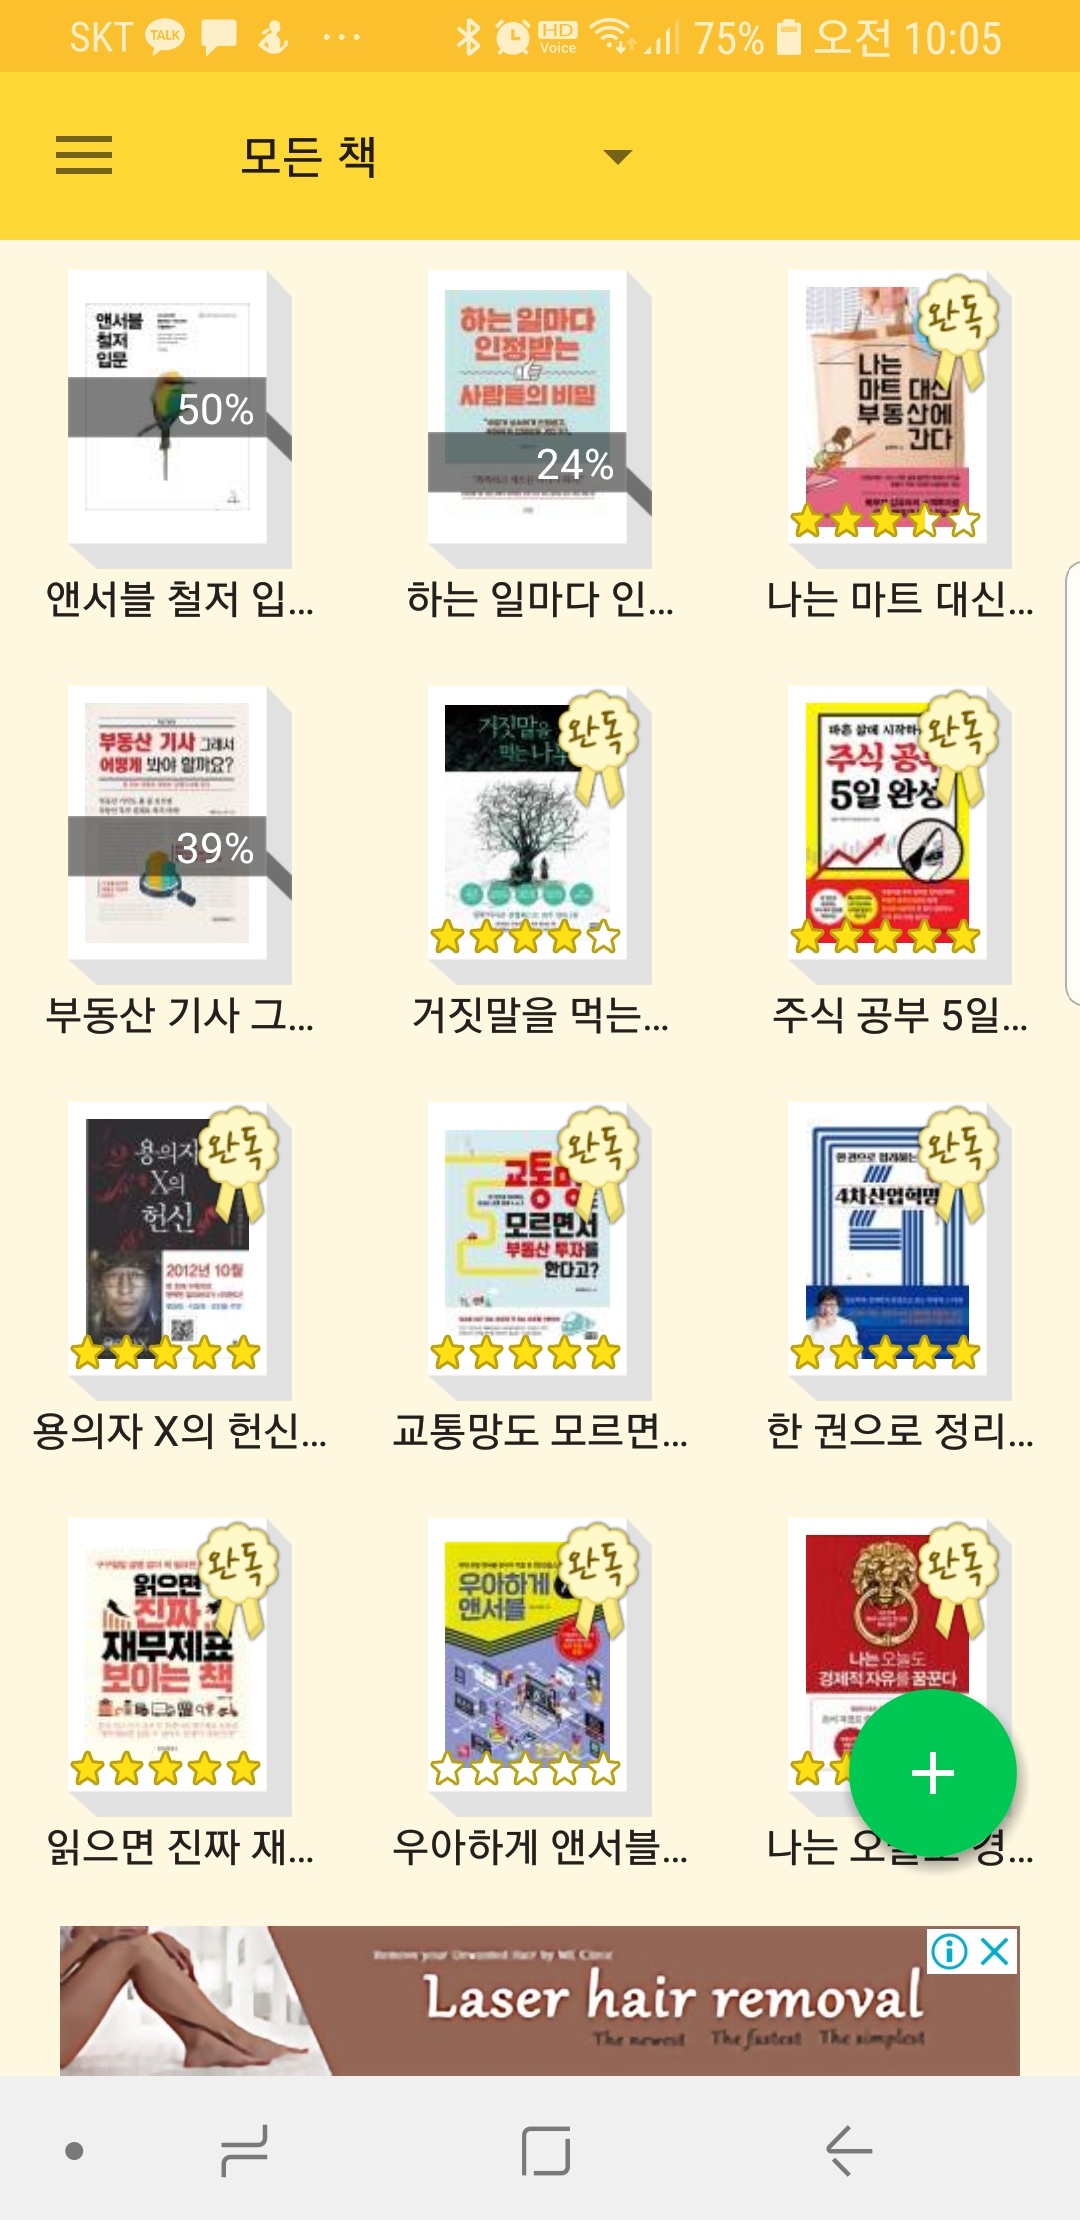 SKT TALK HD Voice 75% 오전 10:05
모든 책
앤서블
철저
입문
50%
앤서블 철저 입...
하는 일마다
인정받는
사람들의 비밀
24%
하는 일마다 인...
완독
나는
마트 대신
부동산에
간다
나는 마트 대신...
부동산 기사 그래서
어떻게 봐야 할까요?
39%
부동산 기사 그...
완독
거짓말을
먹는 나무
거짓말을 먹는...
완독
주식 공부
5일 완성
주식 공부 5일...
완독
용의자
X의
헌신
2012년 10월
용의자 X의 헌신...
완독
교통망도
모르면서
부동산 투자를
한다고?
교통망도 모르면...
완독
한 권으로 정리하는
4차산업혁명
한 권으로 정리...
완독
읽으면
진짜
재무제표
보이는 책
읽으면 진짜 재...
완독
우아하게
앤서블
우아하게 앤서블...
완독
나는 오늘도
경제적 자유를 꿈꾼다
나는 오늘도 경...
Remove your Unwanted Hair by ME Clinic
Laser hair removal
The newest The fastest The simplest